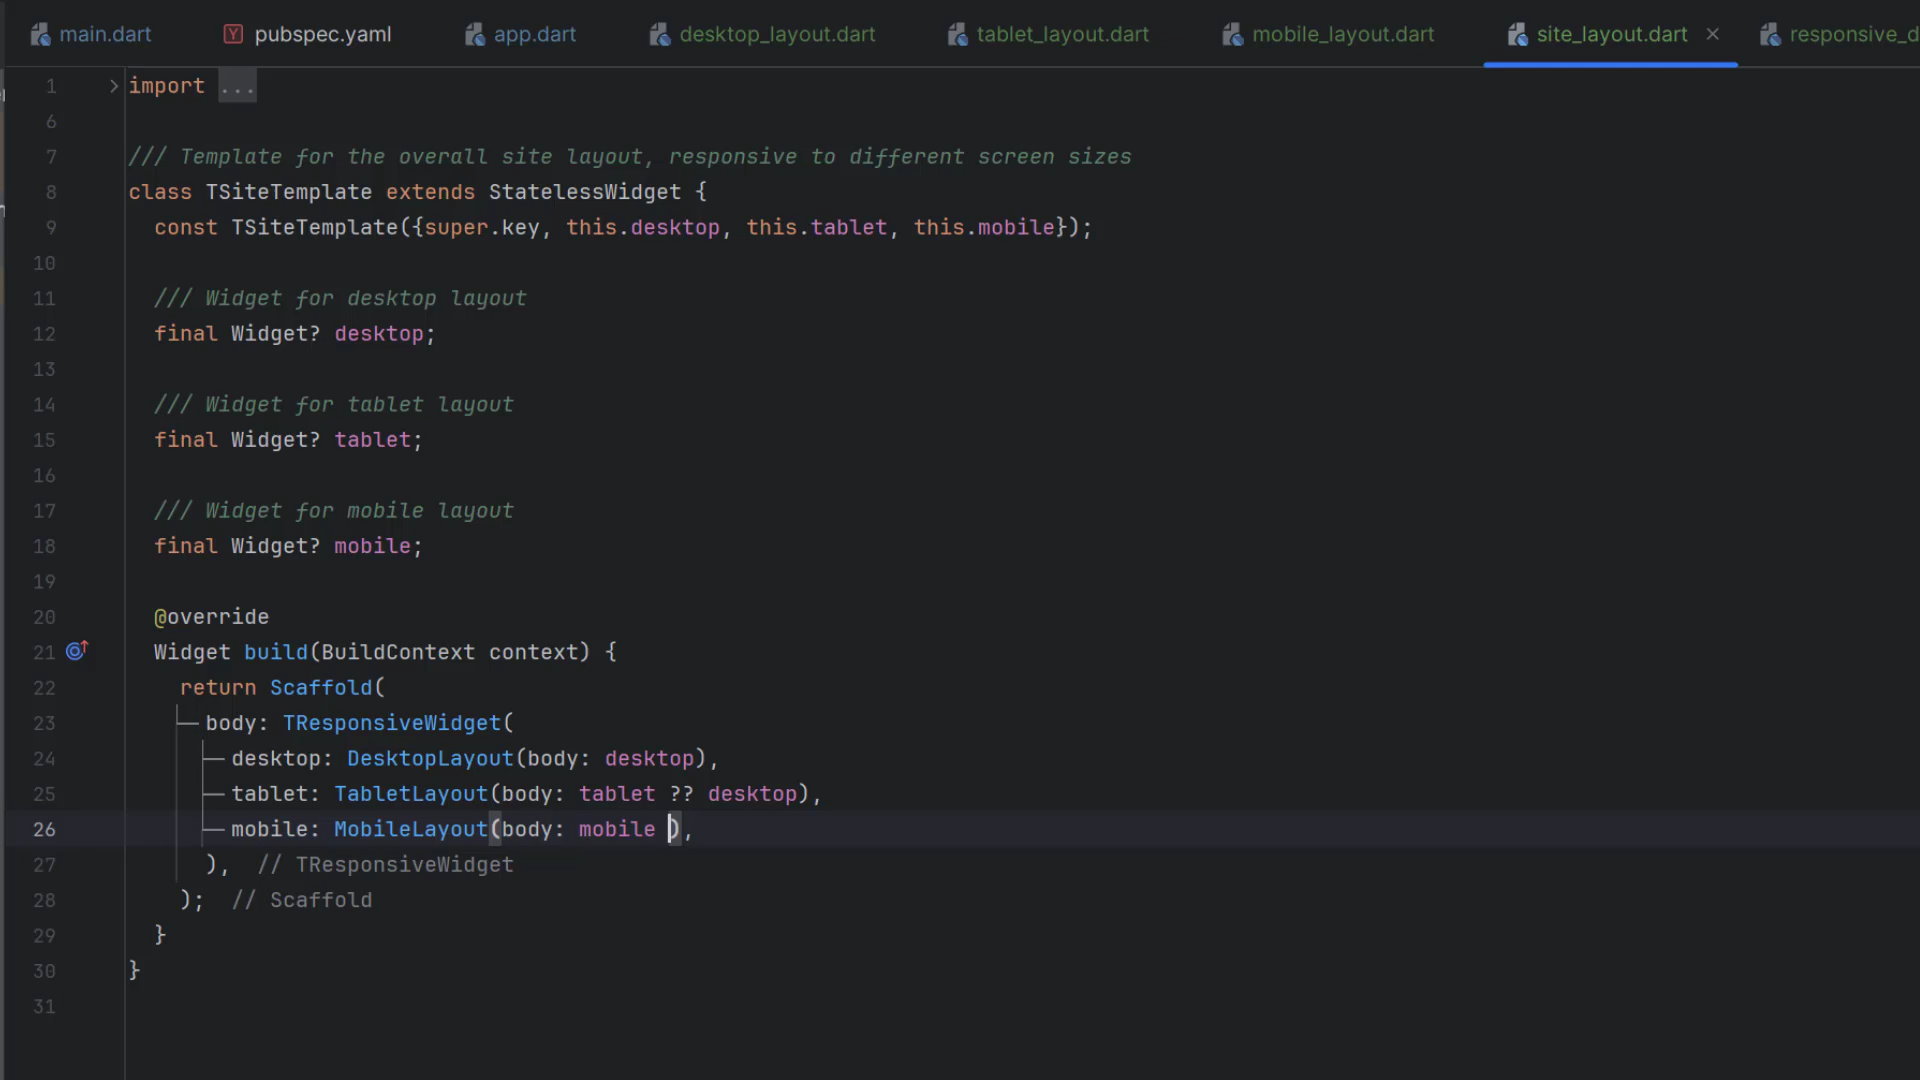 main.dart pubspec.yaml app.dart desktop_layout.dart tablet_layout.dart mobile_layout.dart site_layout.dart responsive_d
1 import ...
6
7 /// Template for the overall site layout, responsive to different screen sizes
8 class TSiteTemplate extends StatelessWidget {
9 const TSiteTemplate({super.key, this.desktop, this.tablet, this.mobile});
10
11 /// Widget for desktop layout
12 final Widget? desktop;
13
14 /// Widget for tablet layout
15 final Widget? tablet;
16
17 /// Widget for mobile layout
18 final Widget? mobile;
19
20 @override
21 Widget build(BuildContext context) {
22 return Scaffold(
23 body: TResponsiveWidget(
24 desktop: DesktopLayout(body: desktop),
25 tablet: TabletLayout(body: tablet ?? desktop),
26 mobile: MobileLayout(body: mobile ),
27 ), // TResponsiveWidget
28 ); // Scaffold
29 }
30 }
31